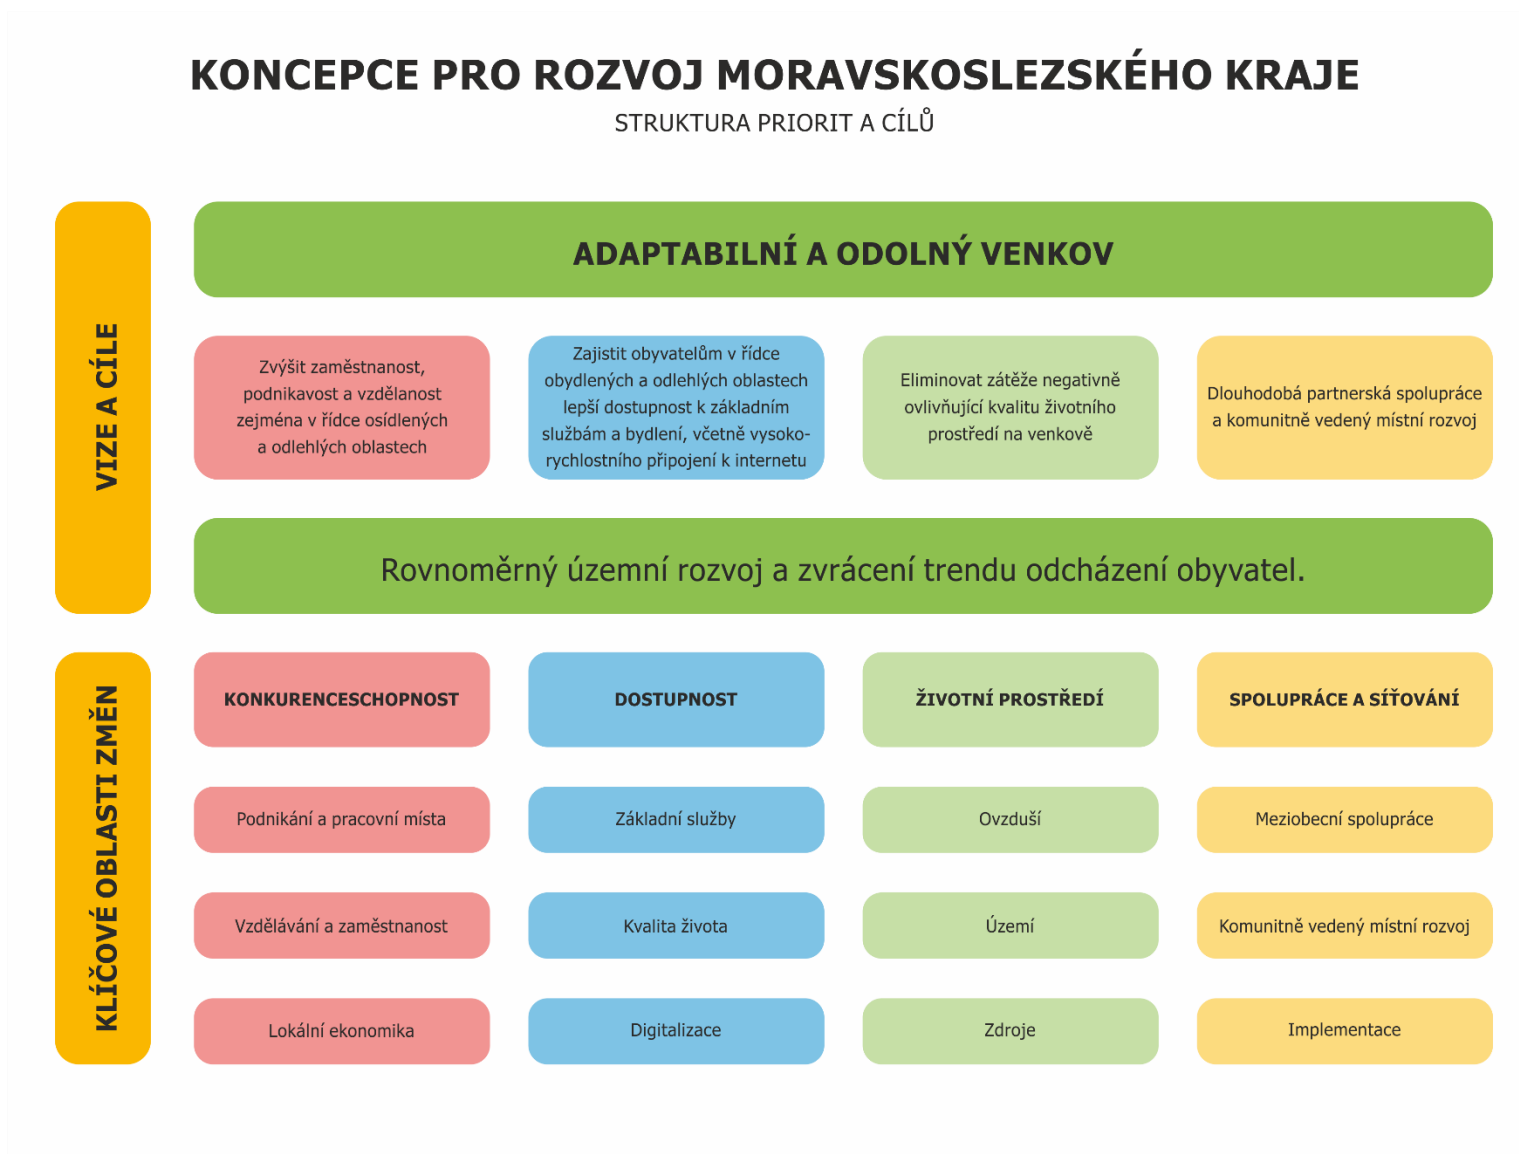 KONCEPCE PRO ROZVOJ MORAVSKOSLEZSKÉHO KRAJE
STRUKTURA PRIORIT A CÍLŮ
VIZE A CÍLE
ADAPTABILNÍ A ODOLNÝ VENKOV
Zvýšit zaměstnanost,
podnikavost a vzdělanost
zejména v řídce osídlených
a odlehlých oblastech
Zajistit obyvatelům v řídce
obydlených a odlehlých oblastech
lepší dostupnost k základním
službám a bydlení, včetně vysoko-
rychlostního připojení k internetu
Eliminovat zátěže negativně
ovlivňující kvalitu životního
prostředí na venkově
Dlouhodobá partnerská spolupráce
a komunitně vedený místní rozvoj
Rovnoměrný územní rozvoj a zvrácení trendu odcházení obyvatel.
KLÍČOVÉ OBLASTI ZMĚN
KONKURENCESCHOPNOST
DOSTUPNOST
ŽIVOTNÍ PROSTŘEDÍ
SPOLUPRÁCE A SÍŤOVÁNÍ
Podnikání a pracovní místa
Základní služby
Ovzduší
Meziobecní spolupráce
Vzdělávání a zaměstnanost
Kvalita života
Území
Komunitně vedený místní rozvoj
Lokální ekonomika
Digitalizace
Zdroje
Implementace